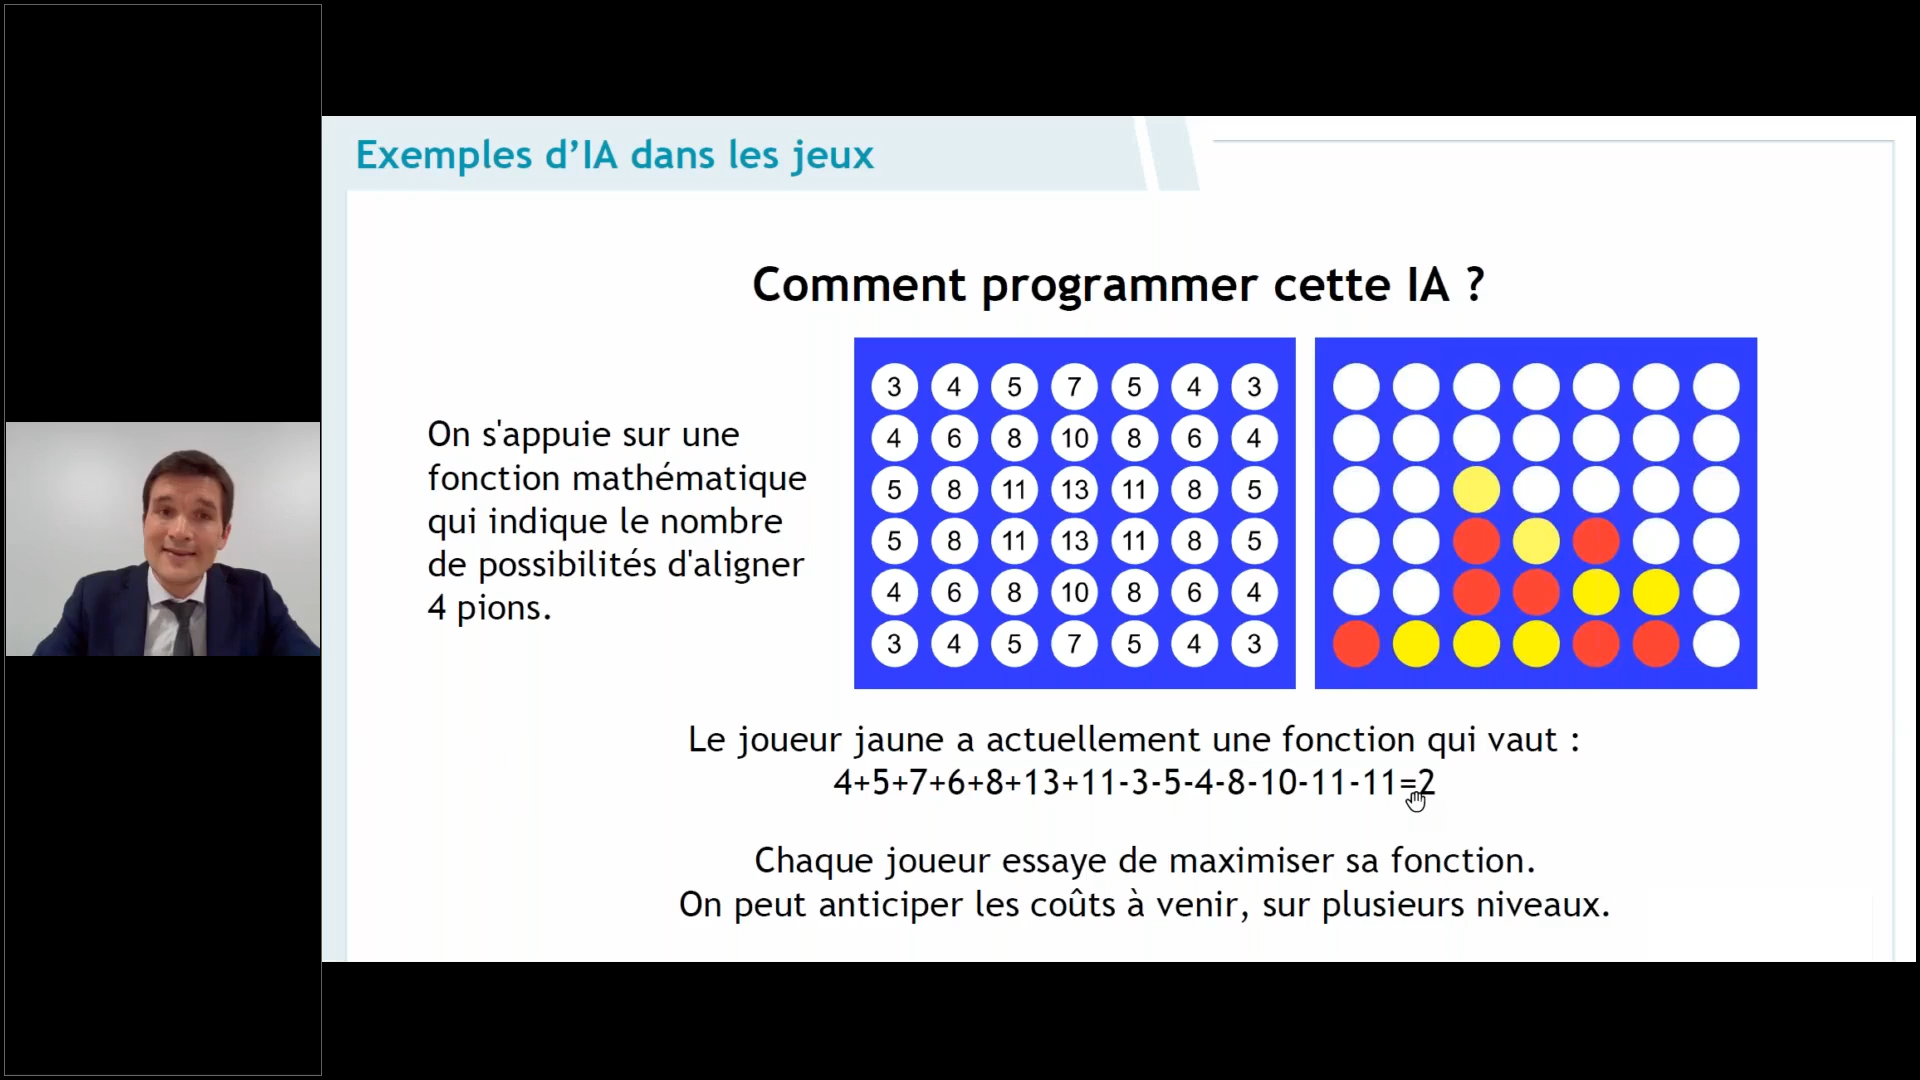 Exemples d’IA dans les jeux
Comment programmer cette IA ?
On s'appuie sur une
fonction mathématique
qui indique le nombre
de possibilités d'aligner
4 pions.
3 4 5 7 5 4 3
4 6 8 10 8 6 4
5 8 11 13 11 8 5
5 8 11 13 11 8 5
4 6 8 10 8 6 4
3 4 5 7 5 4 3
Le joueur jaune a actuellement une fonction qui vaut :
4+5+7+6+8+13+11-3-5-4-8-10-11-11=2
Chaque joueur essaye de maximiser sa fonction.
On peut anticiper les coûts à venir, sur plusieurs niveaux.